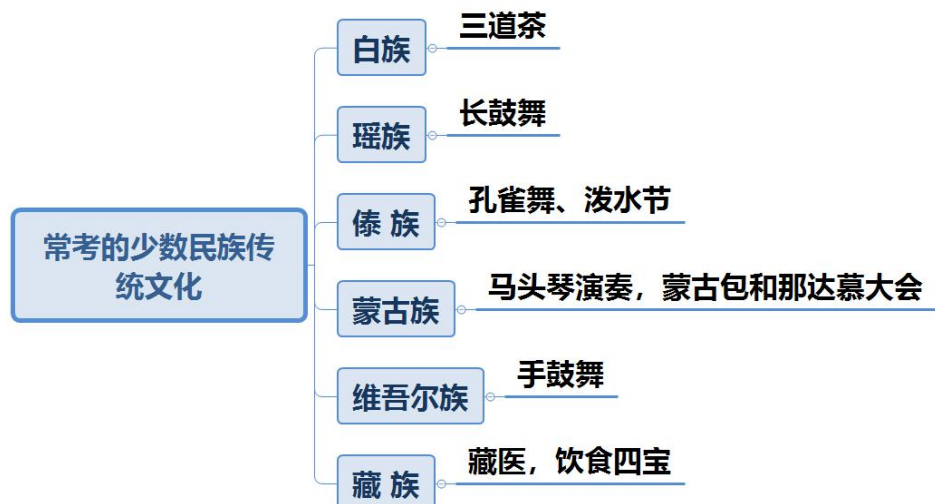 常考的少数民族传
统文化
白族
三道茶
瑶族
长鼓舞
傣 族
孔雀舞、泼水节
蒙古族
马头琴演奏，蒙古包和那达慕大会
维吾尔族
手鼓舞
藏 族
藏医，饮食四宝